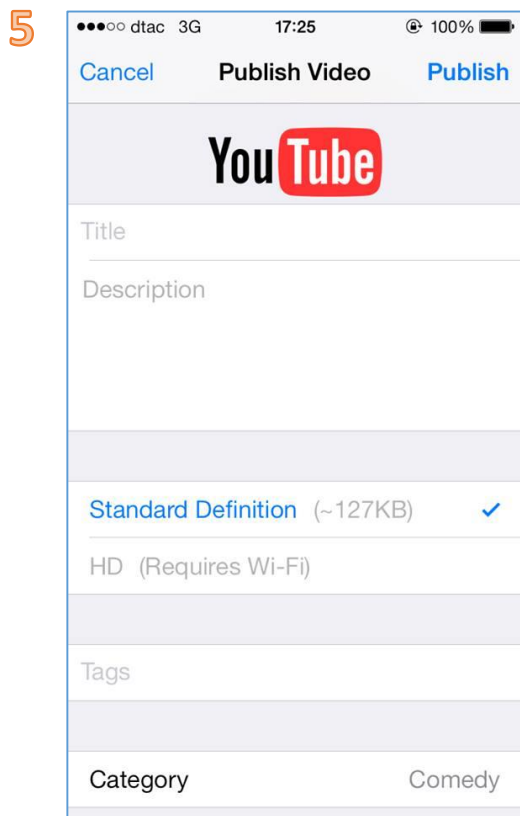 5
dtac 3G 17:25 100%
Cancel Publish Video Publish
YouTube
Title
Description
Standard Definition (~127KB)
HD (Requires Wi-Fi)
Tags
Category Comedy